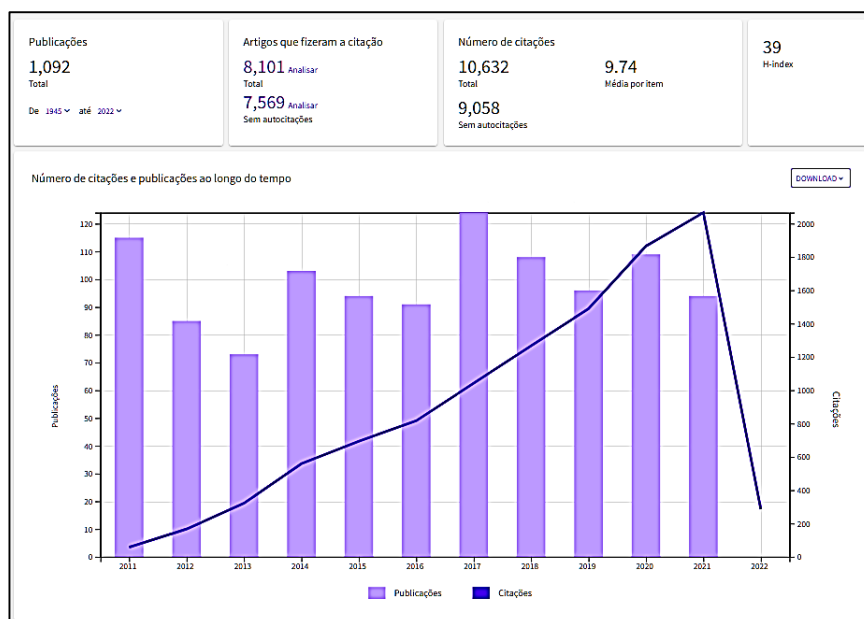 Publicações
1,092
Total
De 1945 até 2022
Artigos que fizeram a citação
8,101 Analisar
Total
7,569 Analisar
Sem autocitações
Número de citações
10,632
Total
9,058
Sem autocitações
9.74
Média por item
39
H-index
Número de citações e publicações ao longo do tempo
DOWNLOAD
120
110
100
90
80
70
60
50
40
30
20
10
0
Publicações
2000
1800
1600
1400
1200
1000
800
600
400
200
0
Citações
2011 2012 2013 2014 2015 2016 2017 2018 2019 2020 2021 2022
Publicações Citações